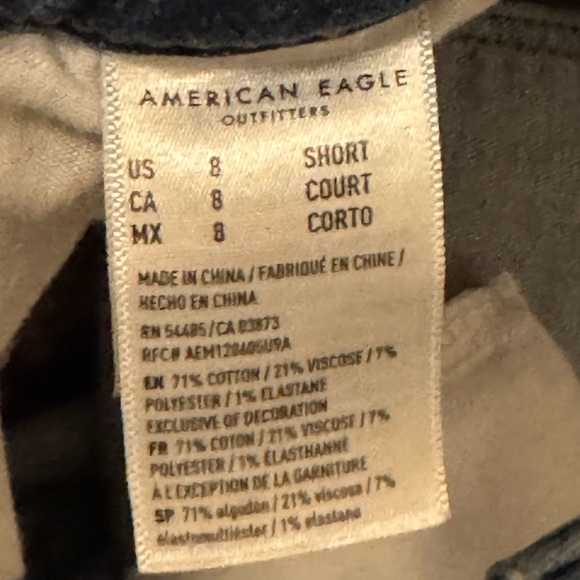 AMERICAN EAGLE
OUTFITTERS
US 8 SHORT
CA 8 COURT
MX 8 CORTO
MADE IN CHINA / FABRIQUÉ EN CHINE /
HECHO EN CHINA
RN 54485 / CA 03873
RFC# AEM120405U9A
EN 71% COTTON / 21% VISCOSE / 7%
POLYESTER / 1% ELASTANE
EXCLUSIVE OF DECORATION
FR 71% COTON / 21% VISCOST / 7%
POLYESTER / 1% ÉLASTHANNE
À L'EXCEPTION DE LA GARNITURE
SP 71% algodón / 21% viscosa / 7%
elastomultiéster / 1% elastano